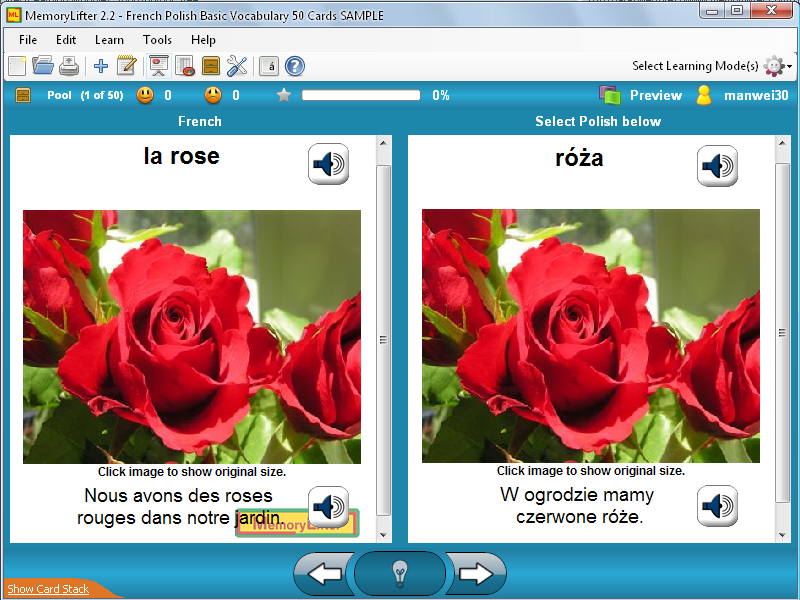 MemoryLifter 2.2 - French Polish Basic Vocabulary 50 Cards SAMPLE
File Edit Learn Tools Help
á ? Select Learning Mode(s)
Pool (1 of 50) 0 0 0% Preview manwei30
French
la rose
Click image to show original size.
Nous avons des roses
rouges dans notre jardin.
MemoryLifter
Select Polish below
róża
Click image to show original size.
W ogrodzie mamy
czerwone róże.
Show Card Stack